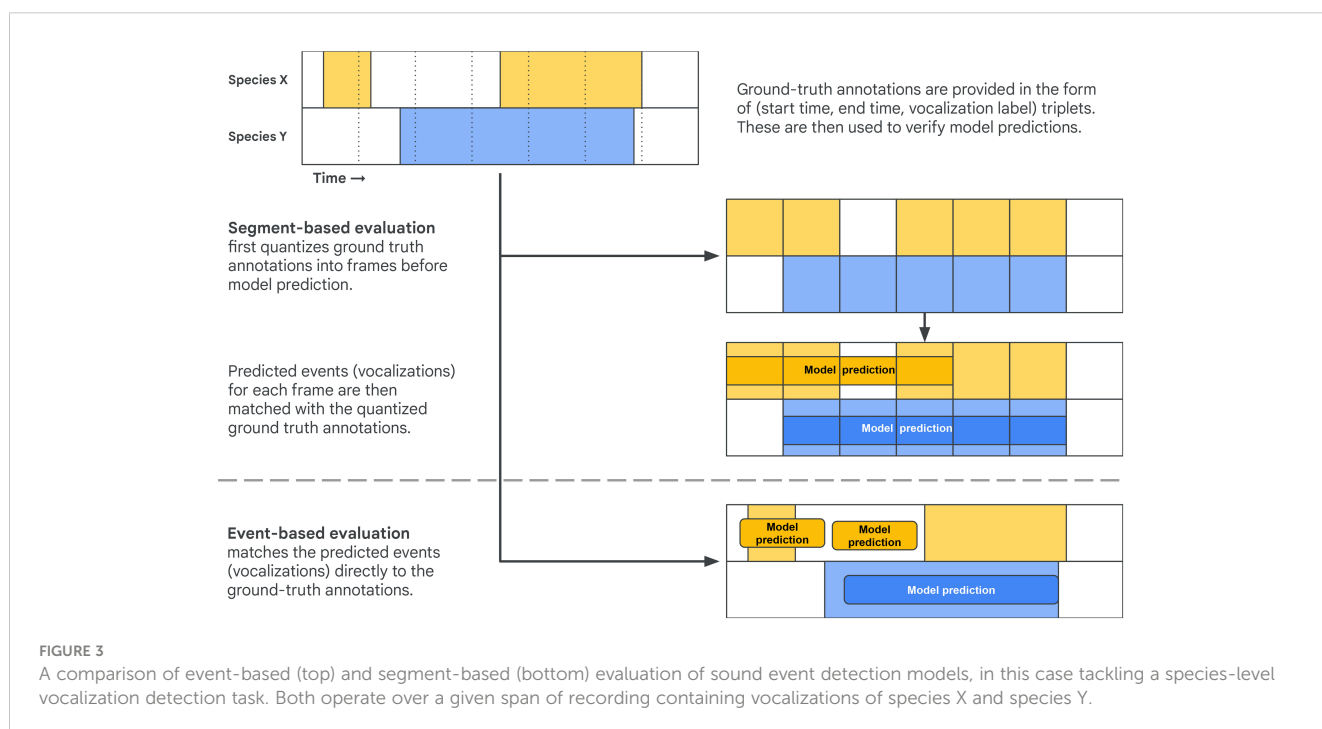 Species X
Species Y
Time →
Ground-truth annotations are provided in the form
of (start time, end time, vocalization label) triplets.
These are then used to verify model predictions.
Segment-based evaluation
first quantizes ground truth
annotations into frames before
model prediction.
Predicted events (vocalizations)
for each frame are then
matched with the quantized
ground truth annotations.
Model prediction
Model prediction
Event-based evaluation
matches the predicted events
(vocalizations) directly to the
ground-truth annotations.
Model
prediction
Model
prediction
Model prediction
FIGURE 3
A comparison of event-based (top) and segment-based (bottom) evaluation of sound event detection models, in this case tackling a species-level
vocalization detection task. Both operate over a given span of recording containing vocalizations of species X and species Y.